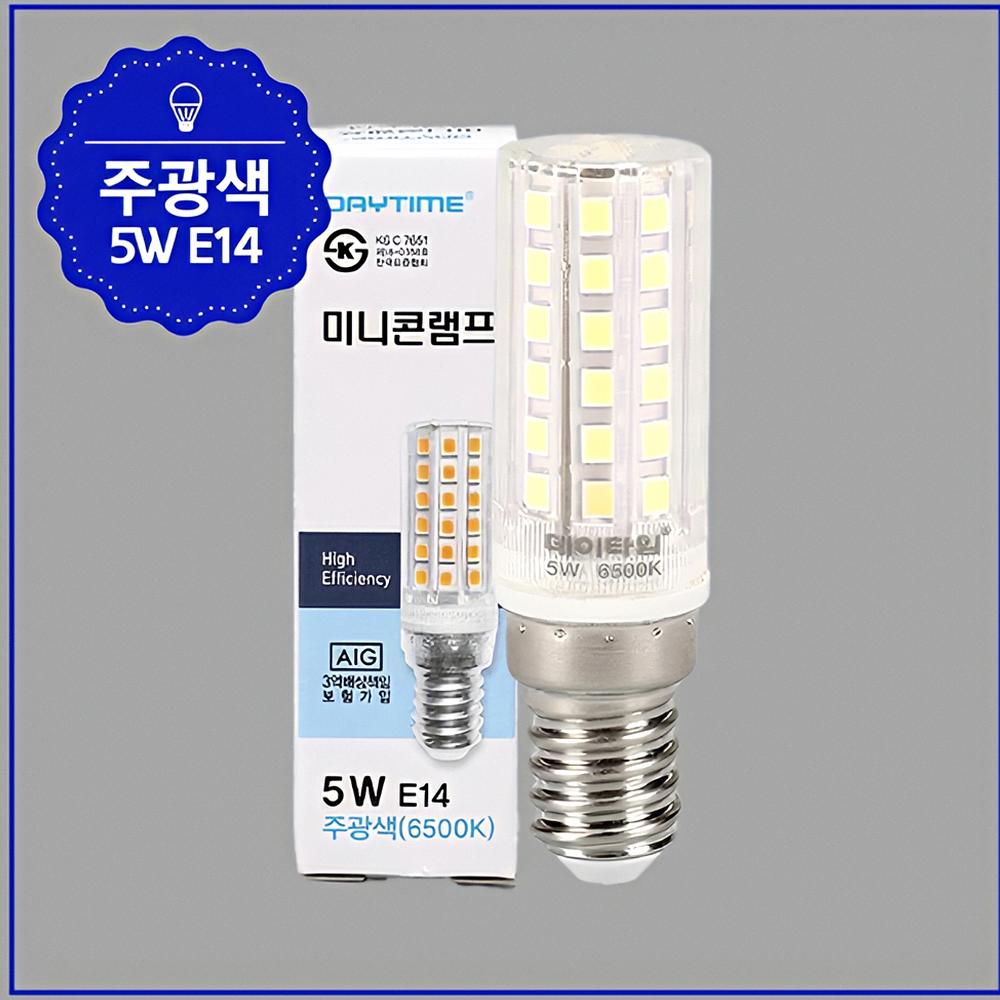 주광색
5W E14
DAYTIME®
미니콘램프
High
Efficiency
AIG
3억배상책임
보험가입
5W E14
주광색(6500K)
데이타임®
5W 6500K